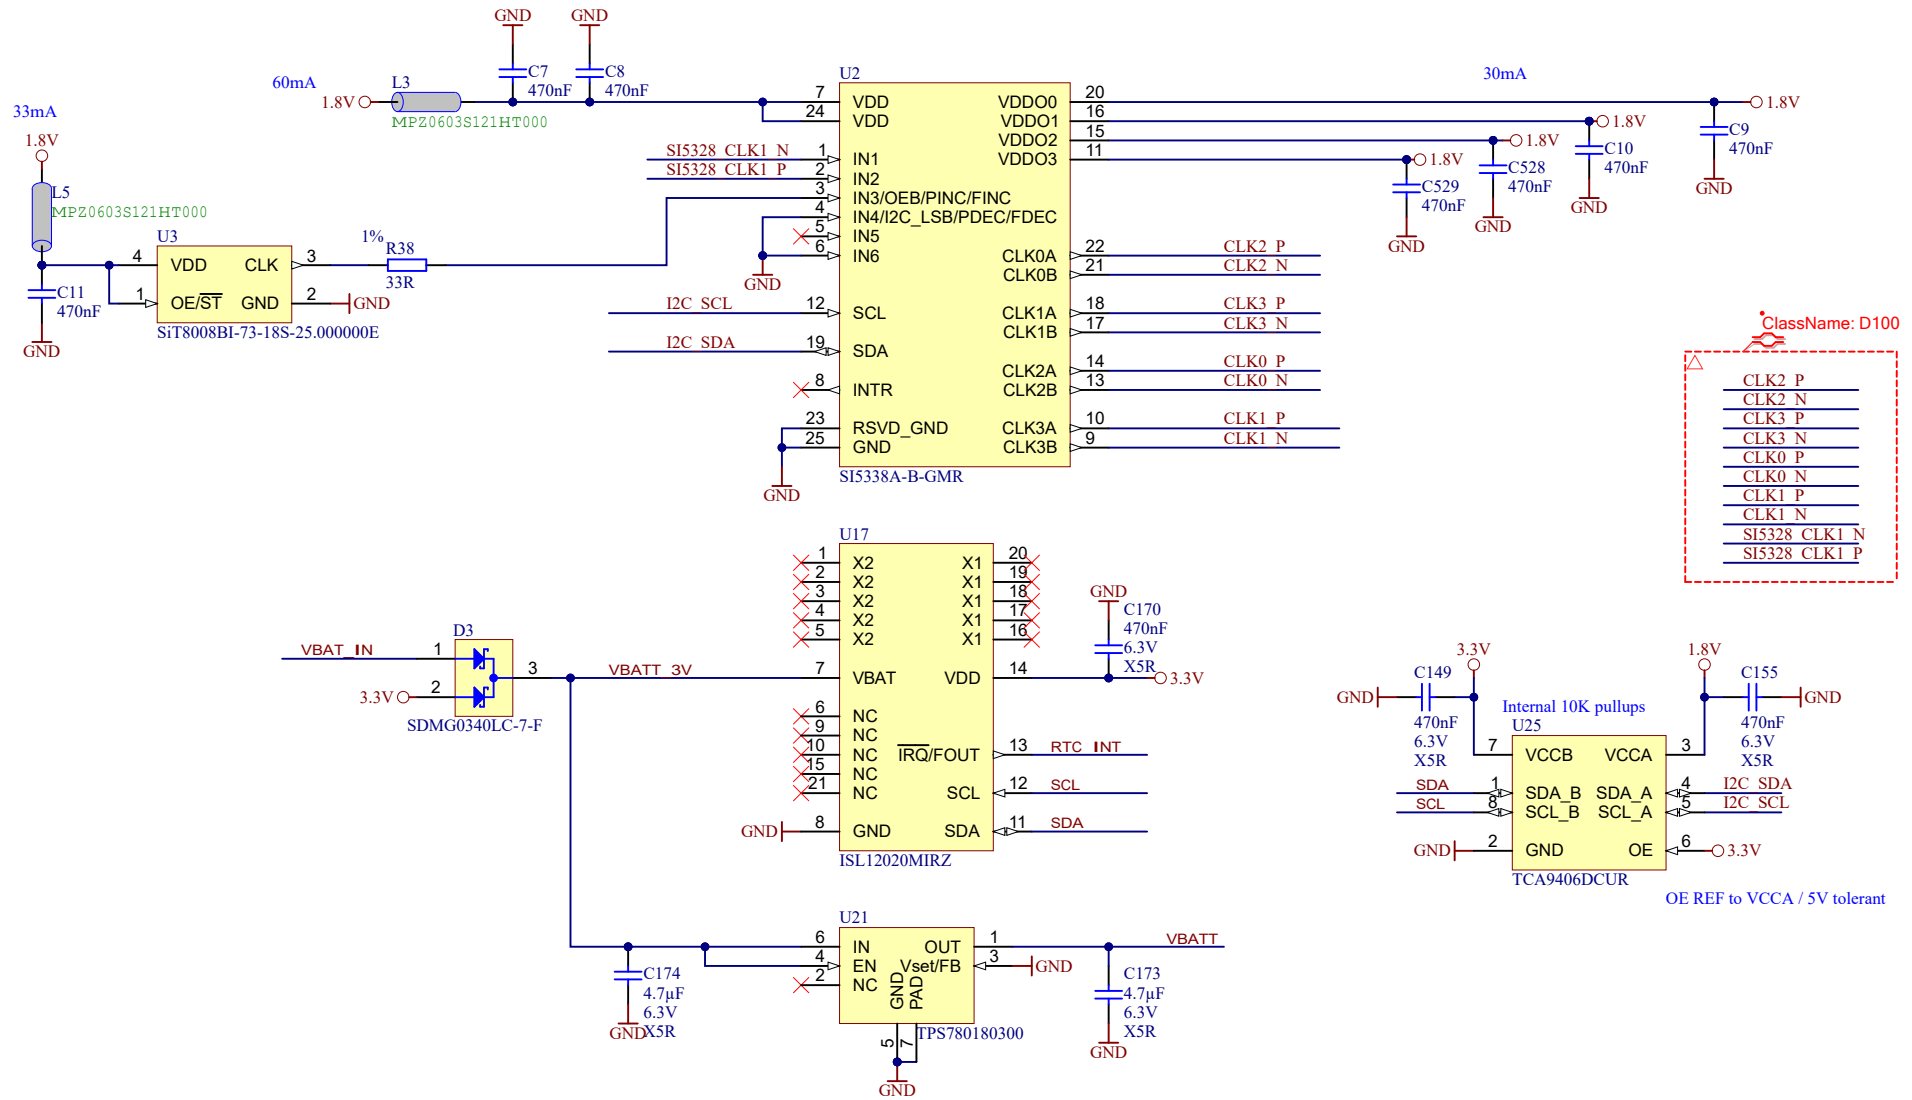 GND
GND
60mA
L3
C7
470nF
C8
470nF
1.8V
MPZ0603S121HT000
33mA
1.8V
L5
MPZ0603S121HT000
U3
4
VDD
CLK
3
1
OE/ST
GND
2
GND
SiT8008BI-73-18S-25.000000E
C11
470nF
GND
1%
R38
33R
U2
7
VDD
24
VDD
SI5328_CLK1_N
1
IN1
SI5328_CLK1_P
2
IN2
3
IN3/OEB/PINC/FINC
4
IN4/I2C_LSB/PDEC/FDEC
5
IN5
6
IN6
GND
I2C_SCL
12
SCL
I2C_SDA
19
SDA
8
INTR
23
RSVD_GND
25
GND
GND
SI5338A-B-GMR
VDDO0
20
VDDO1
16
VDDO2
15
VDDO3
11
30mA
1.8V
C9
470nF
GND
1.8V
C10
470nF
GND
1.8V
C528
470nF
GND
1.8V
C529
470nF
GND
CLK0A
22
CLK2_P
CLK0B
21
CLK2_N
CLK1A
18
CLK3_P
CLK1B
17
CLK3_N
CLK2A
14
CLK0_P
CLK2B
13
CLK0_N
CLK3A
10
CLK1_P
CLK3B
9
CLK1_N
ClassName: D100
CLK2_P
CLK2_N
CLK3_P
CLK3_N
CLK0_P
CLK0_N
CLK1_P
CLK1_N
SI5328_CLK1_N
SI5328_CLK1_P
U17
1
X2
X1
20
2
X2
X1
19
3
X2
X1
18
4
X2
X1
17
5
X2
X1
16
7
VBAT
VDD
14
6
NC
9
NC
10
NC
IRQ/FOUT
13
RTC_INT
15
NC
21
NC
SCL
12
SCL
GND
8
GND
SDA
11
SDA
ISL12020MIRZ
GND
C170
470nF
6.3V
X5R
3.3V
D3
VBAT_IN
1
3.3V
2
3
VBATT_3V
SDMG0340LC-7-F
U21
6
IN
OUT
1
VBATT
4
EN
Vset/FB
3
GND
2
NC
GND
PAD
5
7
TPS780180300
GND
C174
4.7µF
6.3V
X5R
GND
C173
4.7µF
6.3V
X5R
GND
3.3V
C149
470nF
6.3V
X5R
GND
1.8V
C155
470nF
6.3V
X5R
GND
Internal 10K pullups
U25
7
VCCB
VCCA
3
SDA
1
SDA_B
SDA_A
4
I2C_SDA
SCL
8
SCL_B
SCL_A
5
I2C_SCL
GND
2
GND
OE
6
3.3V
TCA9406DCUR
OE REF to VCCA / 5V tolerant